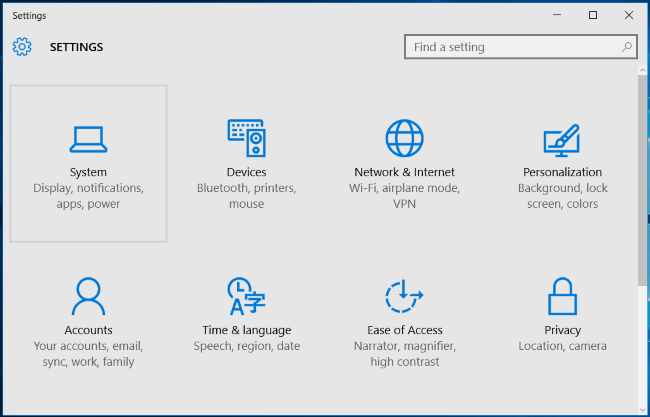 Settings
SETTINGS
Find a setting
System
Display, notifications,
apps, power
Devices
Bluetooth, printers,
mouse
Network & Internet
Wi-Fi, airplane mode,
VPN
Personalization
Background, lock
screen, colors
Accounts
Your accounts, email,
sync, work, family
Time & language
Speech, region, date
Ease of Access
Narrator, magnifier,
high contrast
Privacy
Location, camera
A字